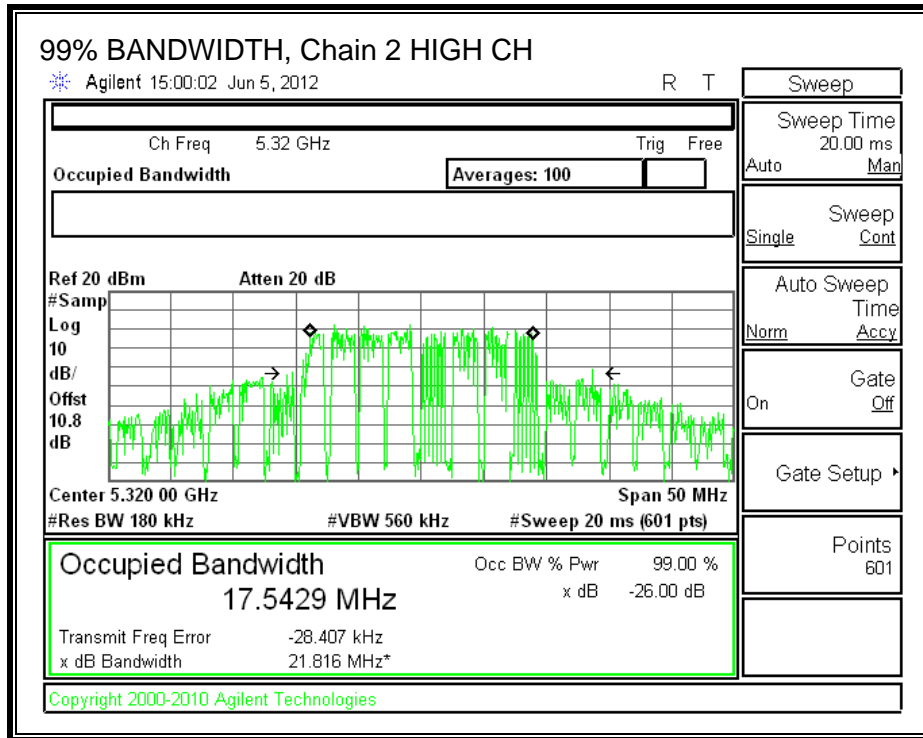 99% BANDWIDTH, Chain 2 HIGH CH
Agilent 15:00:02 Jun 5, 2012 R T
Ch Freq 5.32 GHz Trig Free
Occupied Bandwidth Averages: 100
Ref 20 dBm Atten 20 dB
#Samp
Log
10
dB/
Offst
10.8
dB
Center 5.320 00 GHz Span 50 MHz
#Res BW 180 kHz #VBW 560 kHz #Sweep 20 ms (601 pts)
Occupied Bandwidth Occ BW % Pwr 99.00 %
17.5429 MHz x dB -26.00 dB
Transmit Freq Error -28.407 kHz
x dB Bandwidth 21.816 MHz*
Copyright 2000-2010 Agilent Technologies
Sweep
Sweep Time
20.00 ms
Auto Man
Sweep
Single Cont
Auto Sweep
Time
Norm Accy
Gate
On Off
Gate Setup
Points
601